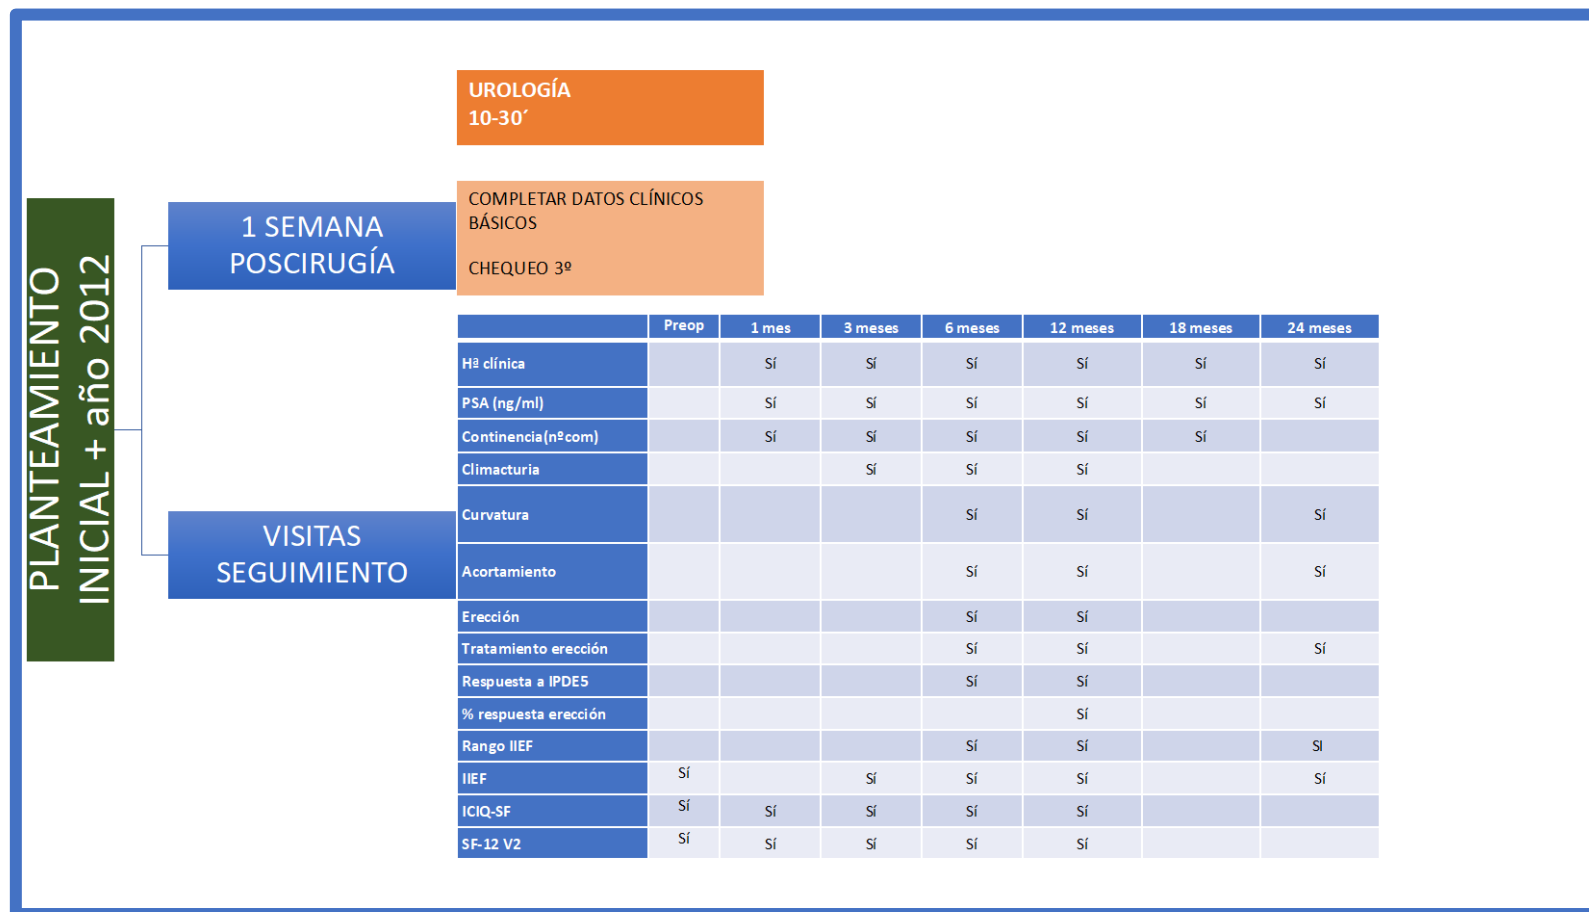 UROLOGÍA
10-30´
PLANTEAMIENTO
INICIAL + año 2012
1 SEMANA
POSCIRUGÍA
COMPLETAR DATOS CLÍNICOS
BÁSICOS
CHEQUEO 3º
VISITAS
SEGUIMIENTO
Preop 1 mes 3 meses 6 meses 12 meses 18 meses 24 meses
Hª clínica Sí Sí Sí Sí Sí Sí
PSA (ng/ml) Sí Sí Sí Sí Sí Sí
Continencia(nºcom) Sí Sí Sí Sí Sí
Climacturia Sí Sí Sí
Curvatura Sí Sí Sí
Acortamiento Sí Sí Sí
Erección Sí Sí
Tratamiento erección Sí Sí Sí
Respuesta a IPDE5 Sí Sí
% respuesta erección Sí
Rango IIEF Sí Sí SI
IIEF Sí Sí Sí Sí Sí
ICIQ-SF Sí Sí Sí Sí Sí
SF-12 V2 Sí Sí Sí Sí Sí